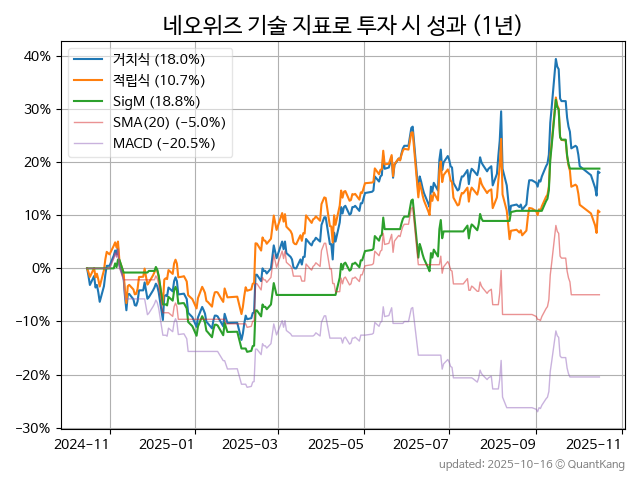 네오위즈 기술 지표로 투자 시 성과 (1년)
거치식 (18.0%)
적립식 (10.7%)
SigM (18.8%)
SMA(20) (−5.0%)
MACD (−20.5%)
40%
30%
20%
10%
0%
−10%
−20%
−30%
2024-11 2025-01 2025-03 2025-05 2025-07 2025-09 2025-11
updated: 2025-10-16 © QuantKang